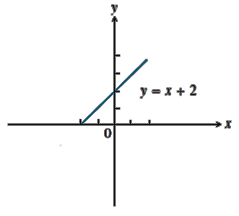 y
y = x + 2
x
0